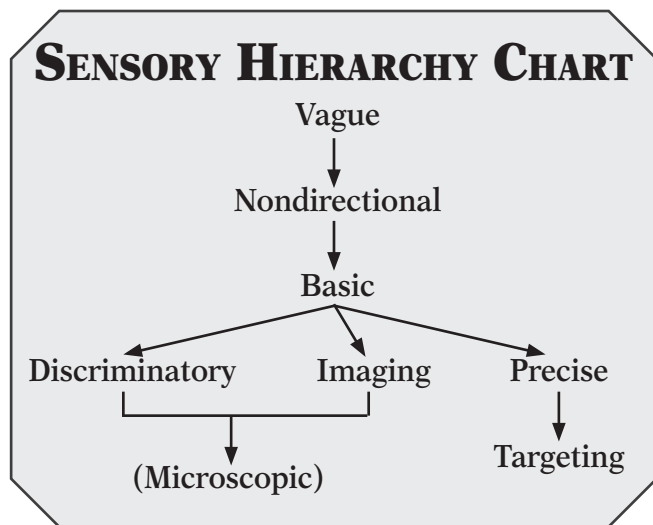 SENSORY HIERARCHY CHART
Vague
Nondirectional
Basic
Discriminatory Imaging Precise
Targeting
(Microscopic)